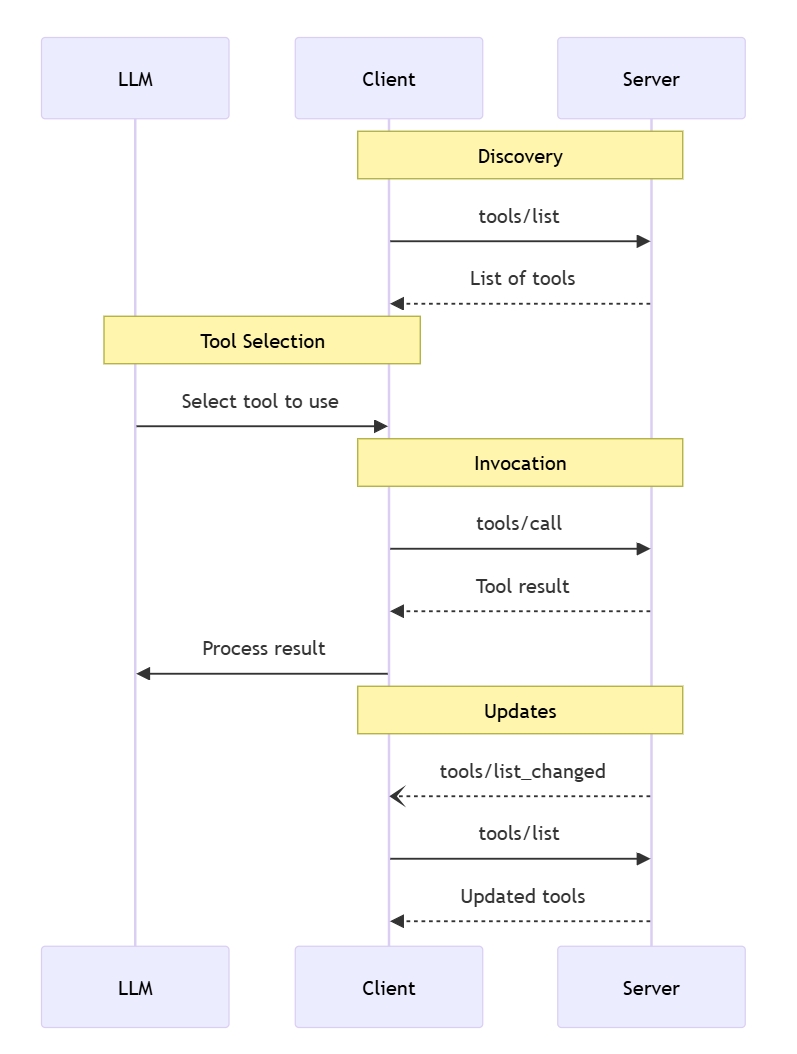 LLM
Client
Server
Discovery
tools/list
List of tools
Tool Selection
Select tool to use
Invocation
tools/call
Tool result
Process result
Updates
tools/list_changed
tools/list
Updated tools
LLM
Client
Server